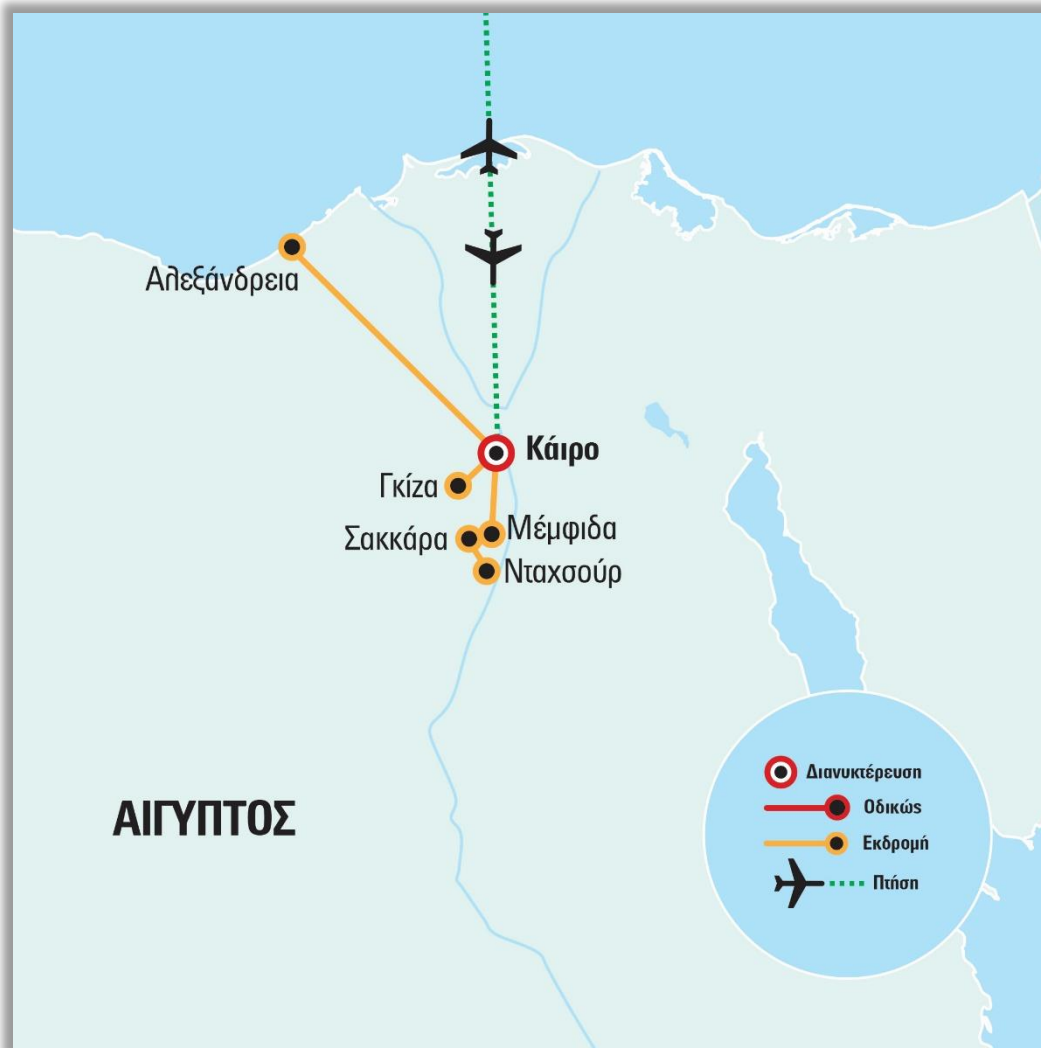 Αλεξάνδρεια
Κάιρο
Γκίζα
Σακκάρα
Μέμφιδα
Νταχσούρ
ΑΙΓΥΠΤΟΣ
Διανυκτέρευση
Οδικώς
Εκδρομή
Πτήση